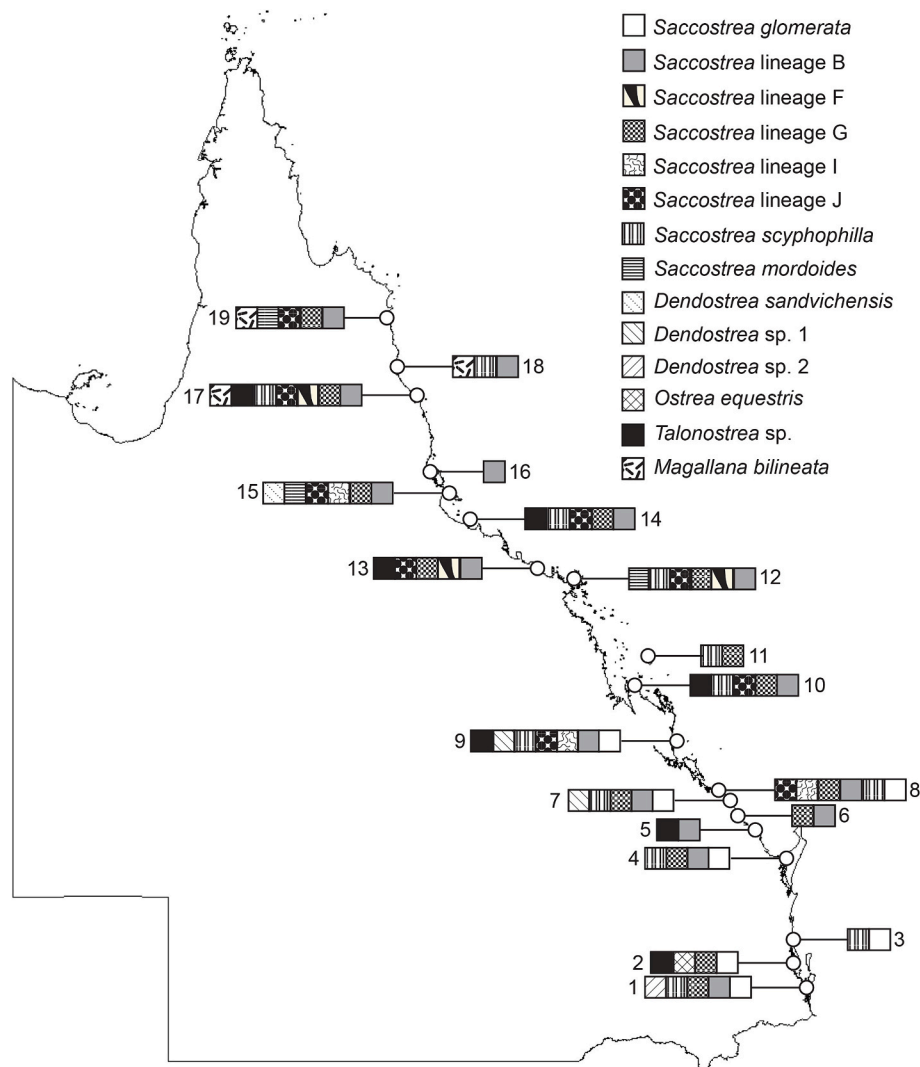 Saccostrea glomerata
Saccostrea lineage B
Saccostrea lineage F
Saccostrea lineage G
Saccostrea lineage I
Saccostrea lineage J
Saccostrea scyphophilla
Saccostrea mordoides
Dendostrea sandvichensis
Dendostrea sp. 1
Dendostrea sp. 2
Ostrea equestris
Talonostrea sp.
Magallana bilineata
19
18
17
16
15
14
13
12
11
10
9
8
7
6
5
4
3
2
1